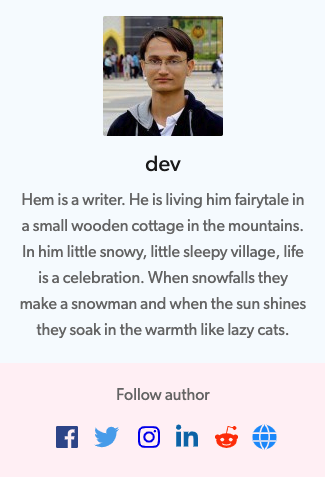 dev
Hem is a writer. He is living him fairytale in
a small wooden cottage in the mountains.
In him little snowy, little sleepy village, life
is a celebration. When snowfalls they
make a snowman and when the sun shines
they soak in the warmth like lazy cats.
Follow author